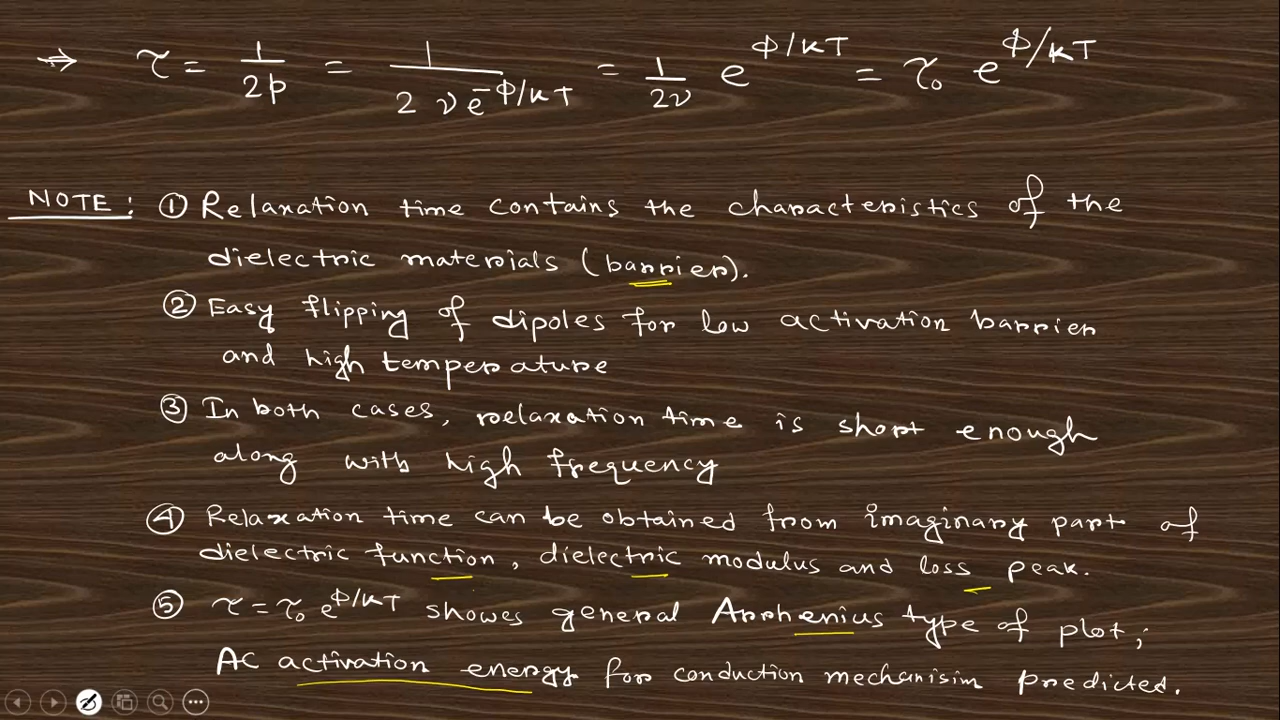 ⇒ τ = 1/2p = 1/(2 ν e^{-Φ/KT}) = 1/2ν e^{Φ/KT} = τ₀ e^{Φ/KT}
NOTE: ① Relaxation time contains the characteristics of the
dielectric materials (barrier).
② Easy flipping of dipoles for low activation barrier
and high temperature
③ In both cases, relaxation time is short enough
along with high frequency
④ Relaxation time can be obtained from imaginary part of
dielectric function, dielectric modulus and loss peak.
⑤ τ = τ₀ e^{Φ/KT} showes general Arrhenius type of plot;
AC activation energy for conduction mechanisim predicted.